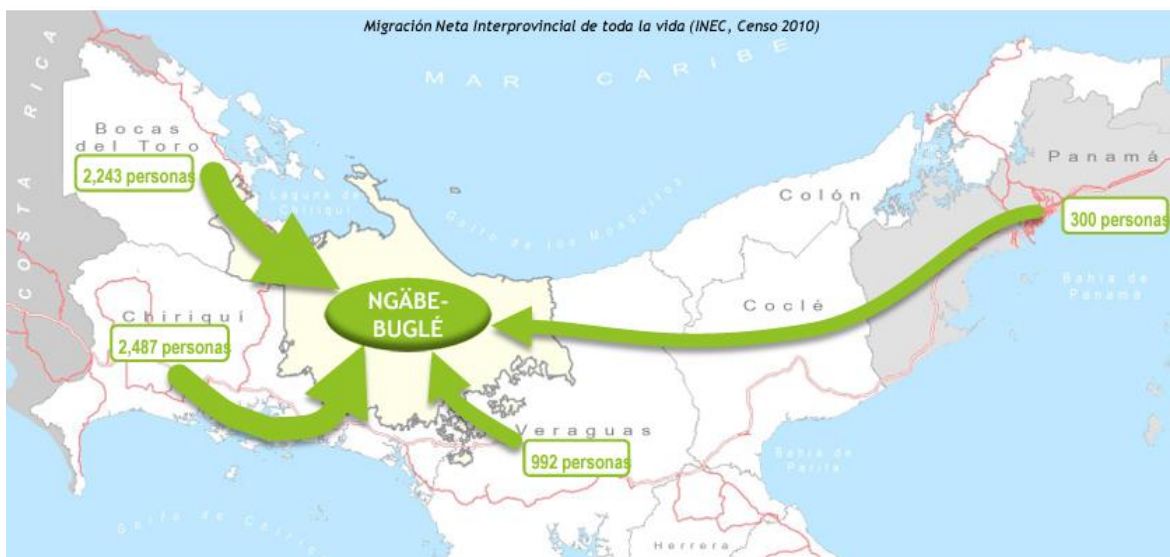 Migración Neta Interprovincial de toda la vida (INEC, Censo 2010)
MAR CARIBE
COSTA RICA
Bocas
del Toro
2,243 personas
Laguna de
Chiriquí
Golfo de los Mosquitos
Colón
Panamá
300 personas
Bahía de
Panamá
NGÄBE-
BUGLÉ
Coclé
Chiriquí
2,487 personas
Veraguas
992 personas
Bahía de
Parita
Golfo de Chiriquí
Herrera